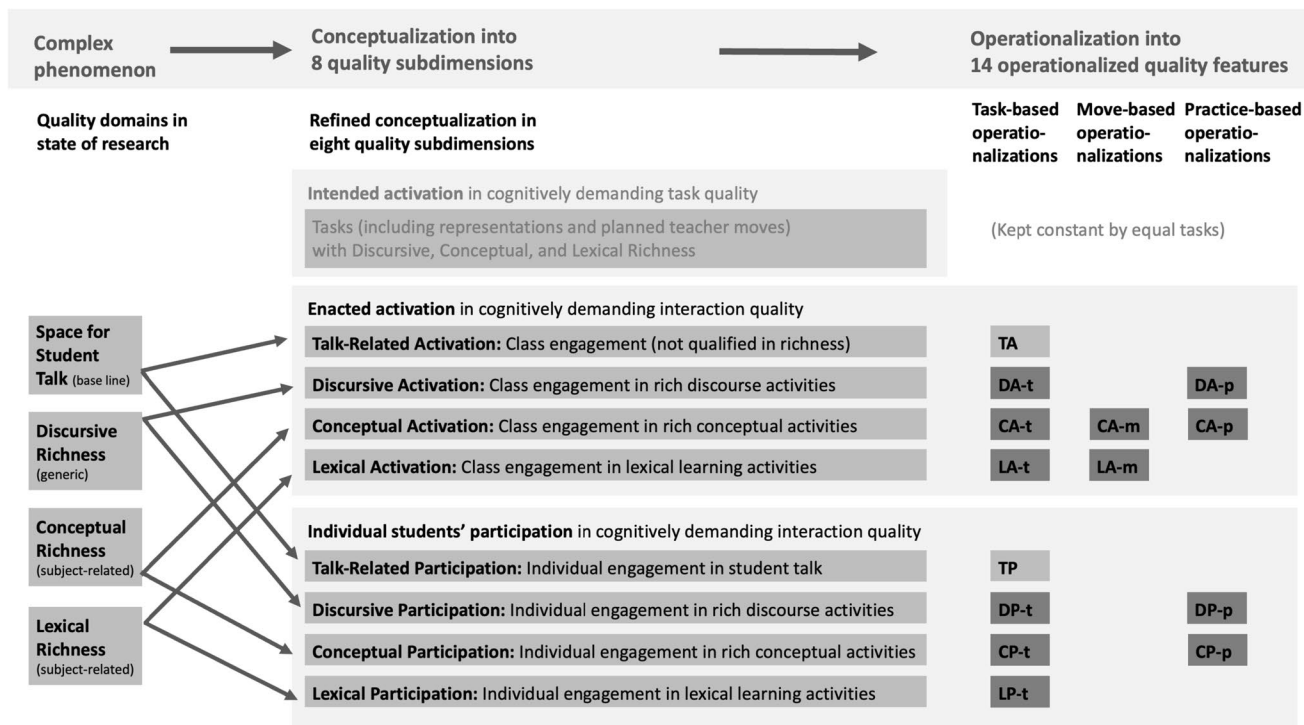 Complex
phenomenon
Conceptualization into
8 quality subdimensions
Operationalization into
14 operationalized quality features
Quality domains in
state of research
Refined conceptualization in
eight quality subdimensions
Task-based
operatio-
nalizations
Move-based
operatio-
nalizations
Practice-based
operatio-
nalizations
Intended activation in cognitively demanding task quality
Tasks (including representations and planned teacher moves)
with Discursive, Conceptual, and Lexical Richness
(Kept constant by equal tasks)
Space for
Student
Talk (base line)
Discursive
Richness
(generic)
Conceptual
Richness
(subject-related)
Lexical
Richness
(subject-related)
Enacted activation in cognitively demanding interaction quality
Talk-Related Activation: Class engagement (not qualified in richness)
TA
Discursive Activation: Class engagement in rich discourse activities
DA-t
DA-p
Conceptual Activation: Class engagement in rich conceptual activities
CA-t
CA-m
CA-p
Lexical Activation: Class engagement in lexical learning activities
LA-t
LA-m
Individual students’ participation in cognitively demanding interaction quality
Talk-Related Participation: Individual engagement in student talk
TP
Discursive Participation: Individual engagement in rich discourse activities
DP-t
DP-p
Conceptual Participation: Individual engagement in rich conceptual activities
CP-t
CP-p
Lexical Participation: Individual engagement in lexical learning activities
LP-t